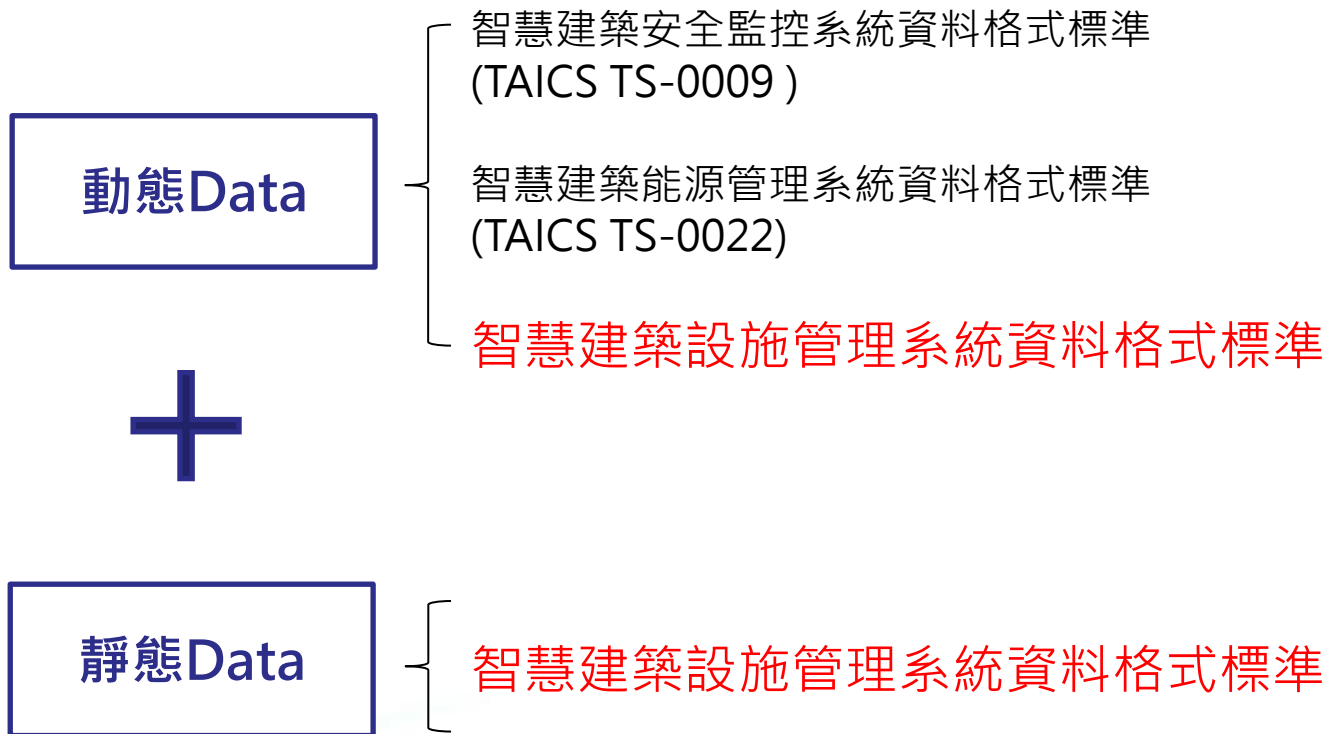 智慧建築安全監控系統資料格式標準
(TAICS TS-0009 )
動態Data
智慧建築能源管理系統資料格式標準
(TAICS TS-0022)
智慧建築設施管理系統資料格式標準
靜態Data
智慧建築設施管理系統資料格式標準